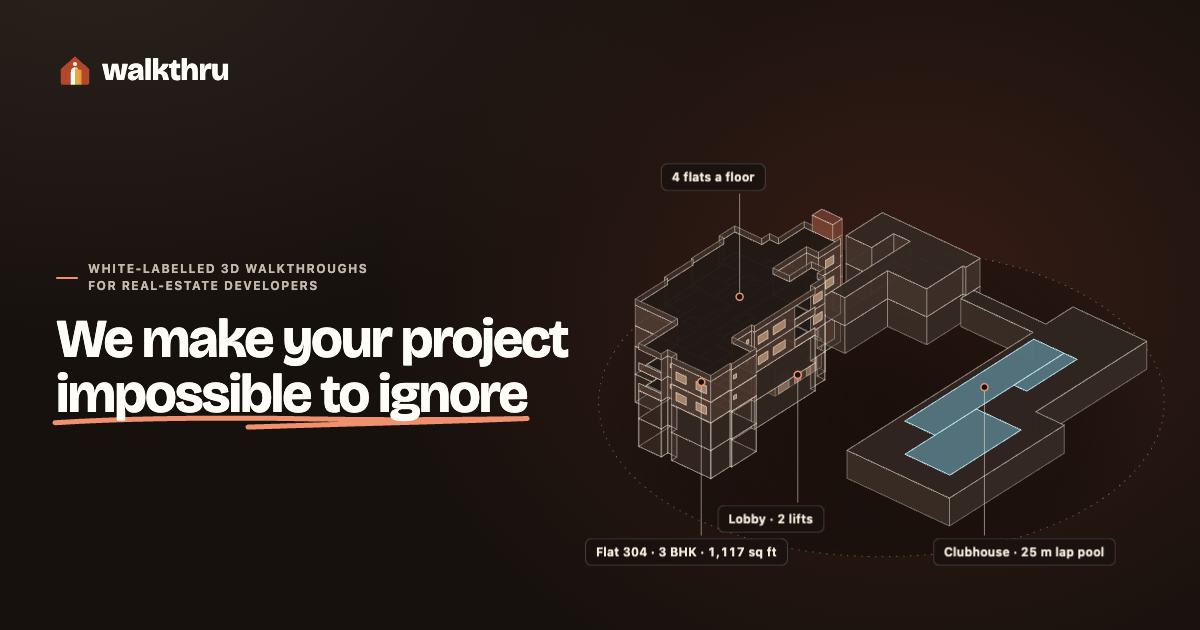 walkthru
WHITE-LABELLED 3D WALKTHROUGHS
FOR REAL-ESTATE DEVELOPERS
We make your project
impossible to ignore
4 flats a floor
Lobby · 2 lifts
Flat 304 · 3 BHK · 1,117 sq ft
Clubhouse · 25 m lap pool